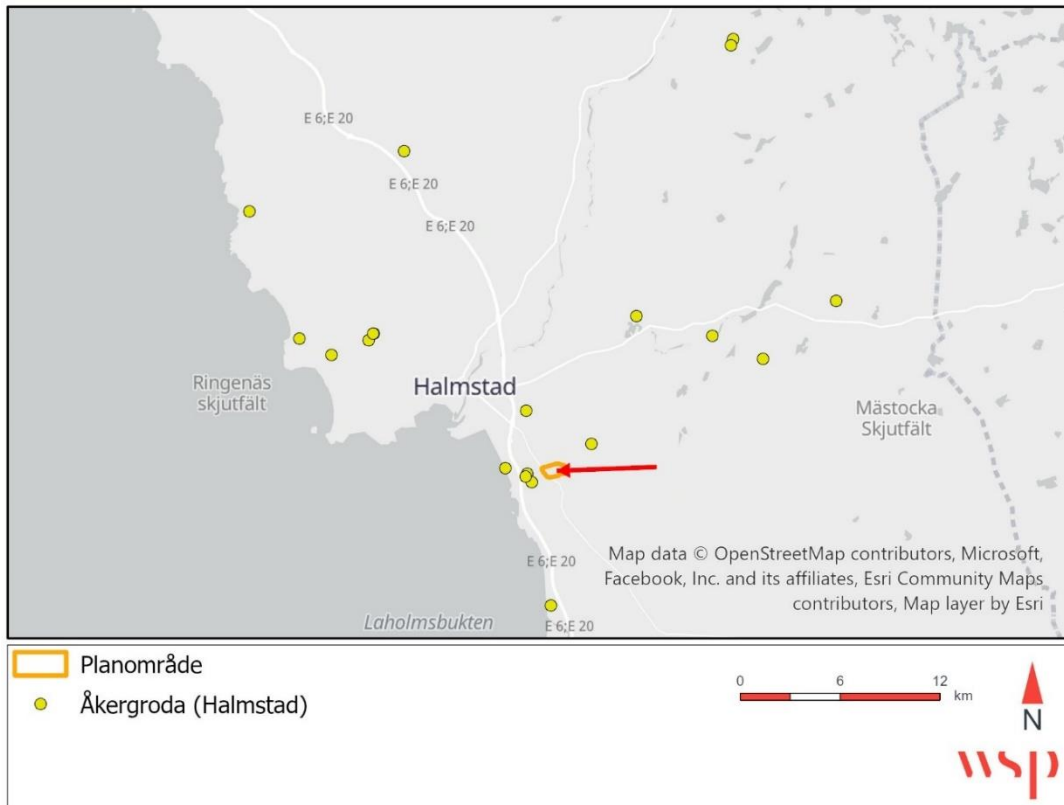 E 6;E 20
E 6;E 20
E 6;E 20
Ringenäs
skjutfält
Halmstad
Mästocka
Skjutfält
E 6;E 20
Laholmsbukten
E 6;E 20
Map data © OpenStreetMap contributors, Microsoft,
Facebook, Inc. and its affiliates, Esri Community Maps
contributors, Map layer by Esri
Planområde
Åkergroda (Halmstad)
0 6 12
km
N
wsp